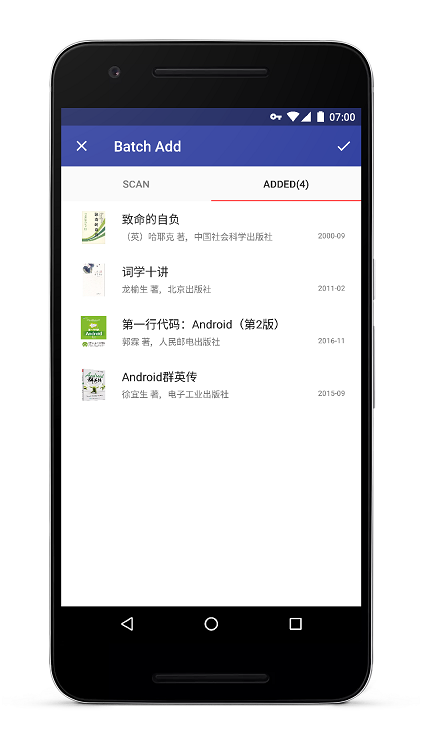 07:00
Batch Add
SCAN
ADDED(4)
致命的自负
（英）哈耶克 著，中国社会科学出版社
2000-09
词学十讲
龙榆生 著，北京出版社
2011-02
第一行代码：Android（第2版）
郭霖 著，人民邮电出版社
2016-11
Android
Android群英传
徐宜生 著，电子工业出版社
2015-09